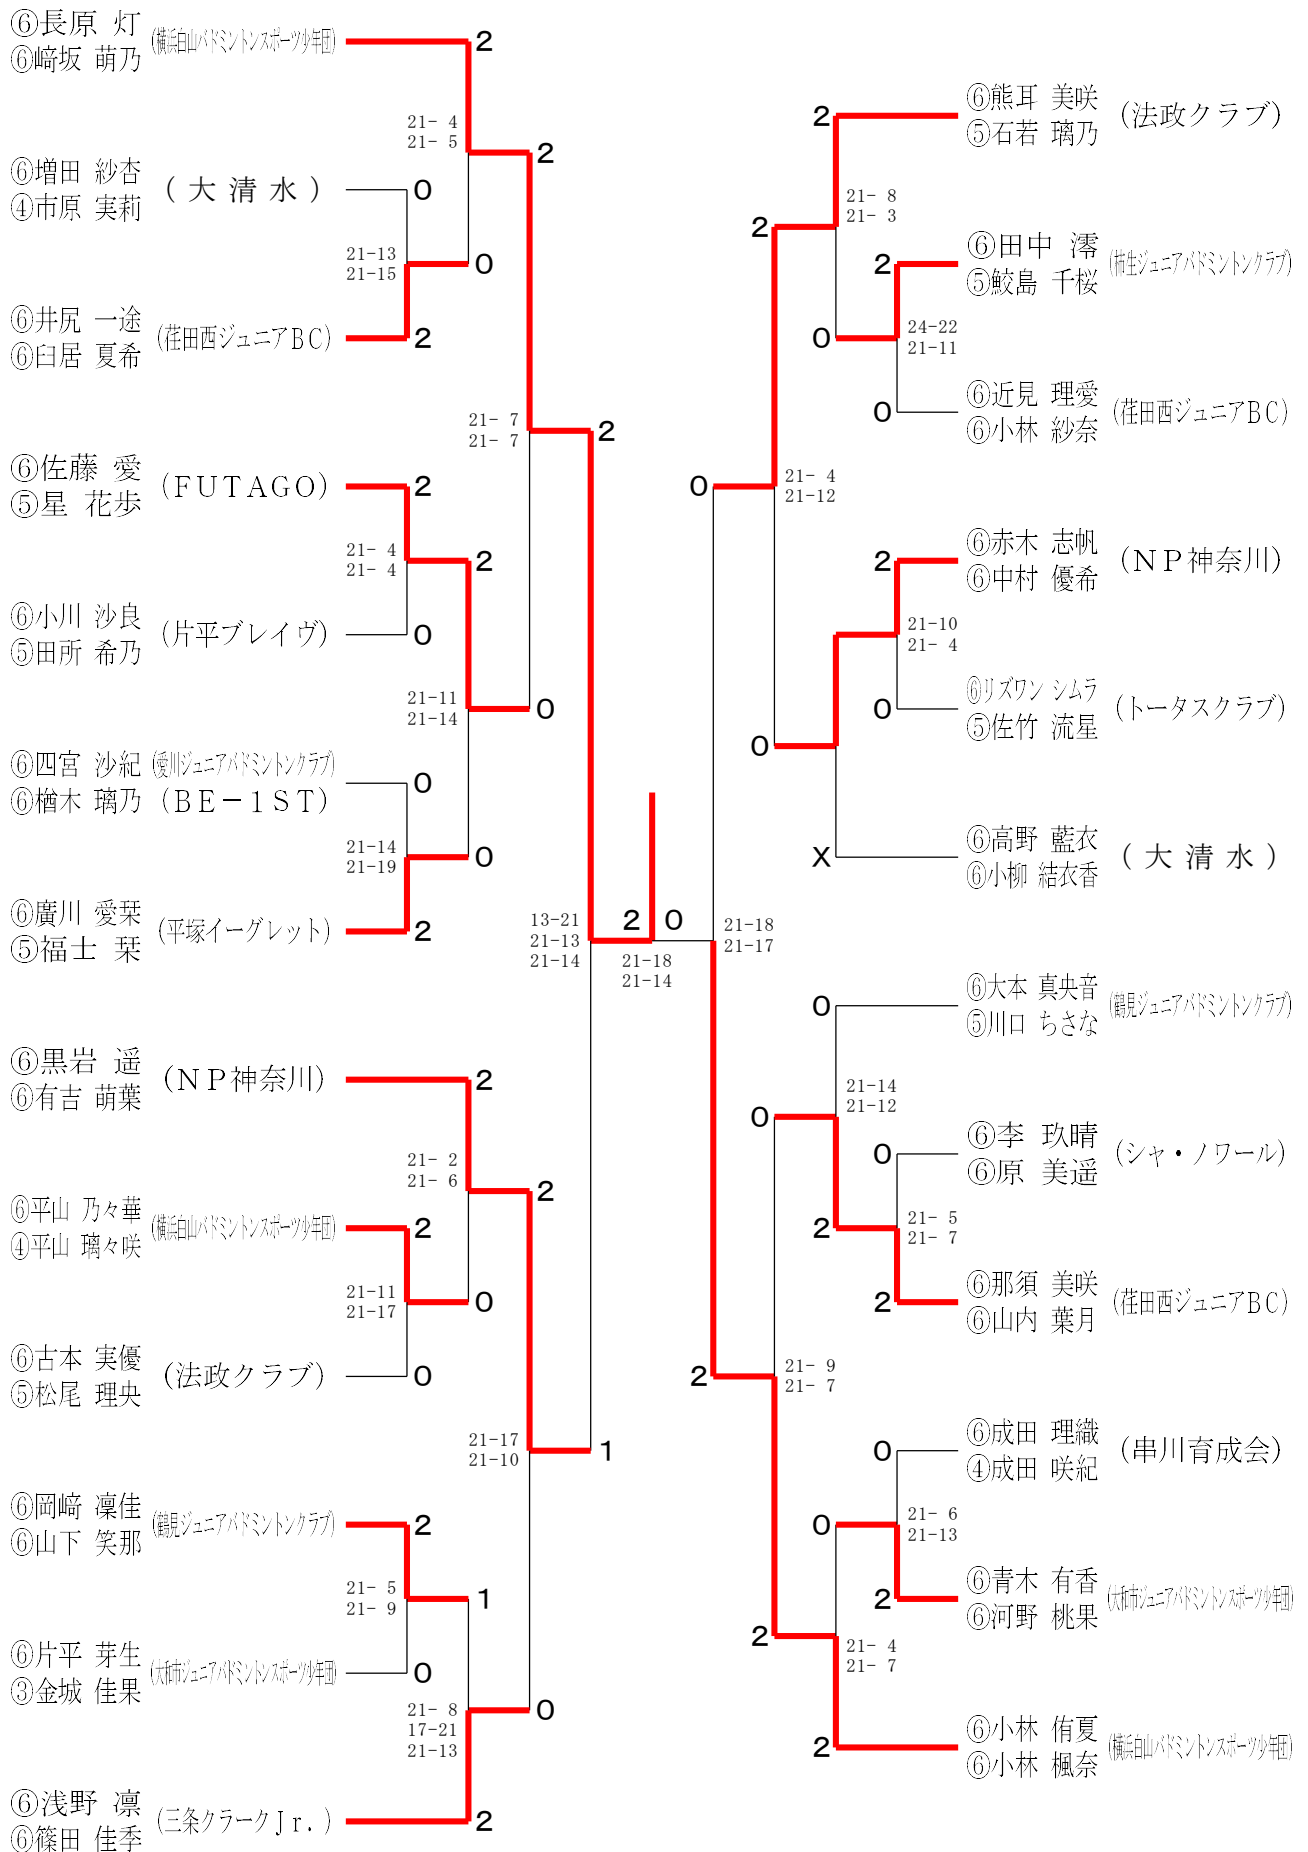 ⑥長原 灯
⑥﨑坂 萌乃
(横浜白山バドミントンスポーツ少年団)
2
21- 4
21- 5
2
⑥増田 紗杏
④市原 実莉
(大清水)
0
21-13
21-15
0
⑥井尻 一途
⑥臼居 夏希
(荏田西ジュニアBC)
2
21- 7
21- 7
2
⑥佐藤 愛
⑤星 花歩
(FUTAGO)
2
21- 4
21- 4
2
⑥小川 沙良
⑤田所 希乃
(片平ブレイヴ)
0
21-11
21-14
0
⑥四宮 沙紀 (愛川ジュニアバドミントンクラブ)
⑥楢木 璃乃 (BE-1ST)
0
21-14
21-19
0
⑥廣川 愛栞
⑤福士 栞
(平塚イーグレット)
2
13-21
21-13
21-14
2
0
21-18
21-14
⑥黒岩 遥
⑥有吉 萌葉
(NP神奈川)
2
21- 2
21- 6
2
⑥平山 乃々華
④平山 璃々咲
(横浜白山バドミントンスポーツ少年団)
2
21-11
21-17
0
⑥古本 実優
⑤松尾 理央
(法政クラブ)
0
21-17
21-10
1
⑥岡﨑 凜佳
⑥山下 笑那
(鶴見ジュニアバドミントンクラブ)
2
21- 5
21- 9
1
⑥片平 芽生
③金城 佳果
(大和市ジュニアバドミントンスポーツ少年団)
0
21- 8
17-21
21-13
0
⑥浅野 凛
⑥篠田 佳季
(三条クラークJr.)
2
2
⑥熊耳 美咲
⑤石若 璃乃
(法政クラブ)
2
21- 8
21- 3
2
⑥田中 澪
⑤鮫島 千桜
(柿生ジュニアバドミントンクラブ)
0
24-22
21-11
0
⑥近見 理愛
⑥小林 紗奈
(荏田西ジュニアBC)
0
21- 4
21-12
2
⑥赤木 志帆
⑥中村 優希
(NP神奈川)
21-10
21- 4
0
⑥リズワン シムラ
⑤佐竹 流星
(トータスクラブ)
0
X
⑥高野 藍衣
⑥小柳 結衣香
(大清水)
21-18
21-17
0
⑥大本 真央音
⑤川口 ちさな
(鶴見ジュニアバドミントンクラブ)
0
21-14
21-12
0
⑥李 玖晴
⑥原 美遥
(シャ・ノワール)
2
21- 5
21- 7
2
⑥那須 美咲
⑥山内 葉月
(荏田西ジュニアBC)
2
21- 9
21- 7
0
⑥成田 理織
④成田 咲紀
(串川育成会)
0
21- 6
21-13
2
⑥青木 有香
⑥河野 桃果
(大和市ジュニアバドミントンスポーツ少年団)
2
21- 4
21- 7
2
⑥小林 侑夏
⑥小林 楓奈
(横浜白山バドミントンスポーツ少年団)